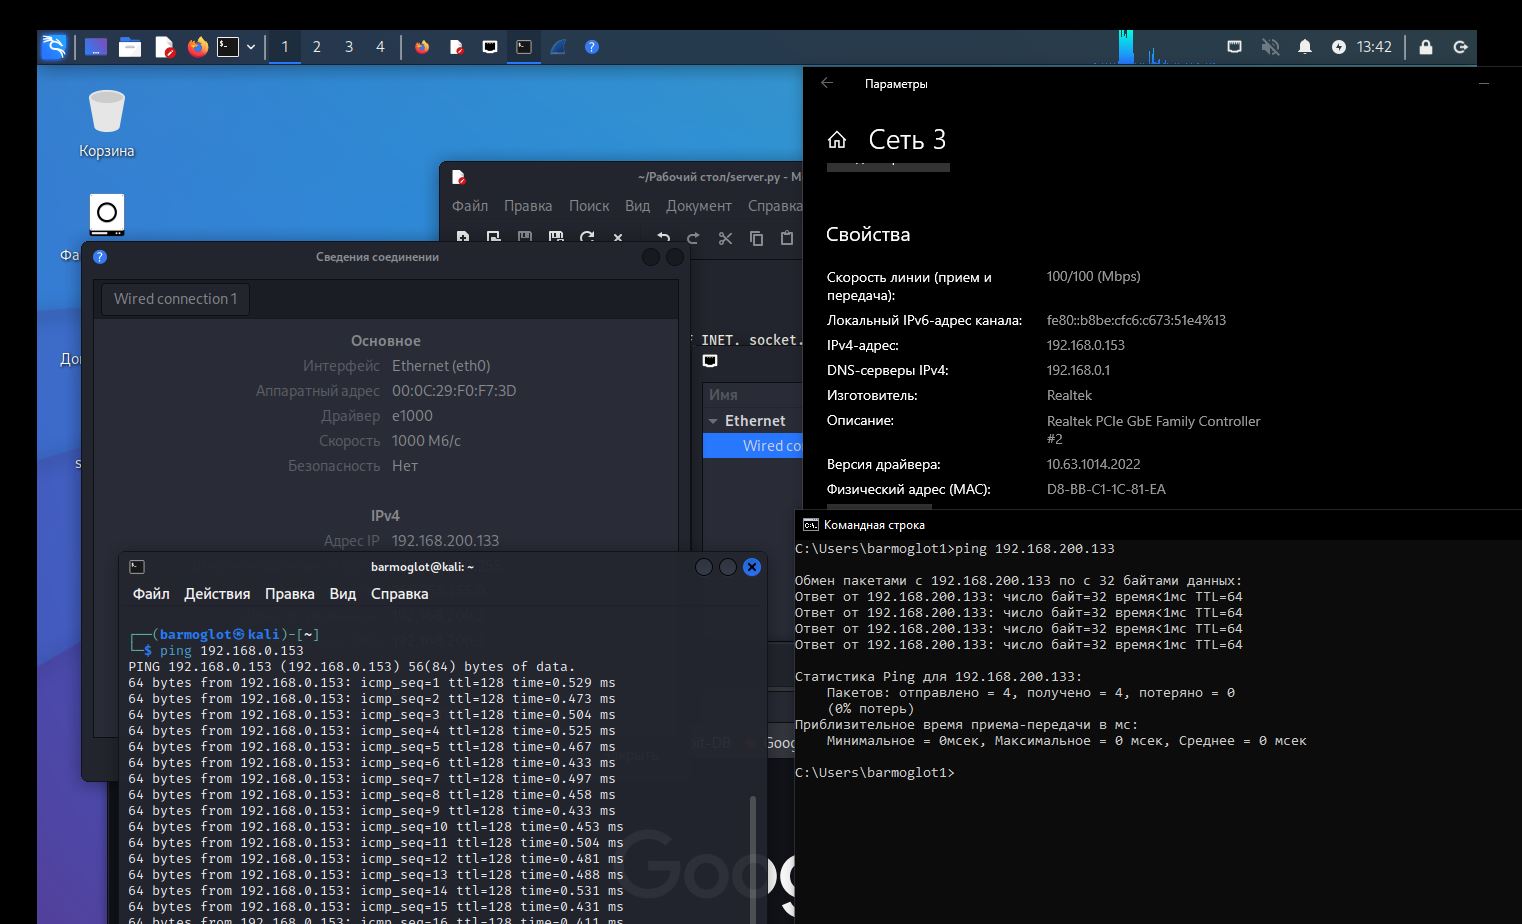 1 2 3 4
13:42
Корзина
Фа
До
s
~/Рабочий стол/server.py - M
Файл Правка Поиск Вид Документ Справка
INET. socket.
Имя
Ethernet
Wired co
Сведения соединении
Wired connection 1
Основное
Интерфейс Ethernet (eth0)
Аппаратный адрес 00:0C:29:F0:F7:3D
Драйвер e1000
Скорость 1000 М6/с
Безопасность Нет
IPv4
Адрес IP 192.168.200.133
barmoglot@kali: ~
Файл Действия Правка Вид Справка
┌──(barmoglot㉿kali)-[~]
└─$ ping 192.168.0.153
PING 192.168.0.153 (192.168.0.153) 56(84) bytes of data.
64 bytes from 192.168.0.153: icmp_seq=1 ttl=128 time=0.529 ms
64 bytes from 192.168.0.153: icmp_seq=2 ttl=128 time=0.473 ms
64 bytes from 192.168.0.153: icmp_seq=3 ttl=128 time=0.504 ms
64 bytes from 192.168.0.153: icmp_seq=4 ttl=128 time=0.525 ms
64 bytes from 192.168.0.153: icmp_seq=5 ttl=128 time=0.467 ms
64 bytes from 192.168.0.153: icmp_seq=6 ttl=128 time=0.433 ms
64 bytes from 192.168.0.153: icmp_seq=7 ttl=128 time=0.497 ms
64 bytes from 192.168.0.153: icmp_seq=8 ttl=128 time=0.458 ms
64 bytes from 192.168.0.153: icmp_seq=9 ttl=128 time=0.433 ms
64 bytes from 192.168.0.153: icmp_seq=10 ttl=128 time=0.453 ms
64 bytes from 192.168.0.153: icmp_seq=11 ttl=128 time=0.504 ms
64 bytes from 192.168.0.153: icmp_seq=12 ttl=128 time=0.481 ms
64 bytes from 192.168.0.153: icmp_seq=13 ttl=128 time=0.488 ms
64 bytes from 192.168.0.153: icmp_seq=14 ttl=128 time=0.531 ms
64 bytes from 192.168.0.153: icmp_seq=15 ttl=128 time=0.431 ms
64 bytes from 192.168.0.153: icmp_seq=16 ttl=128 time=0.411 ms
it-DB
Goog
Goog
Параметры
Сеть 3
Свойства
Скорость линии (прием и передача): 100/100 (Mbps)
Локальный IPv6-адрес канала: fe80::b8be:cfc6:c673:51e4%13
IPv4-адрес: 192.168.0.153
DNS-серверы IPv4: 192.168.0.1
Изготовитель: Realtek
Описание: Realtek PCIe GbE Family Controller #2
Версия драйвера: 10.63.1014.2022
Физический адрес (MAC): D8-BB-C1-1C-81-EA
Командная строка
C:\Users\barmoglot1>ping 192.168.200.133
Обмен пакетами с 192.168.200.133 по с 32 байтами данных:
Ответ от 192.168.200.133: число байт=32 время<1мс TTL=64
Ответ от 192.168.200.133: число байт=32 время<1мс TTL=64
Ответ от 192.168.200.133: число байт=32 время<1мс TTL=64
Ответ от 192.168.200.133: число байт=32 время<1мс TTL=64
Статистика Ping для 192.168.200.133:
Пакетов: отправлено = 4, получено = 4, потеряно = 0
(0% потерь)
Приблизительное время приема-передачи в мс:
Минимальное = 0мсек, Максимальное = 0 мсек, Среднее = 0 мсек
C:\Users\barmoglot1>